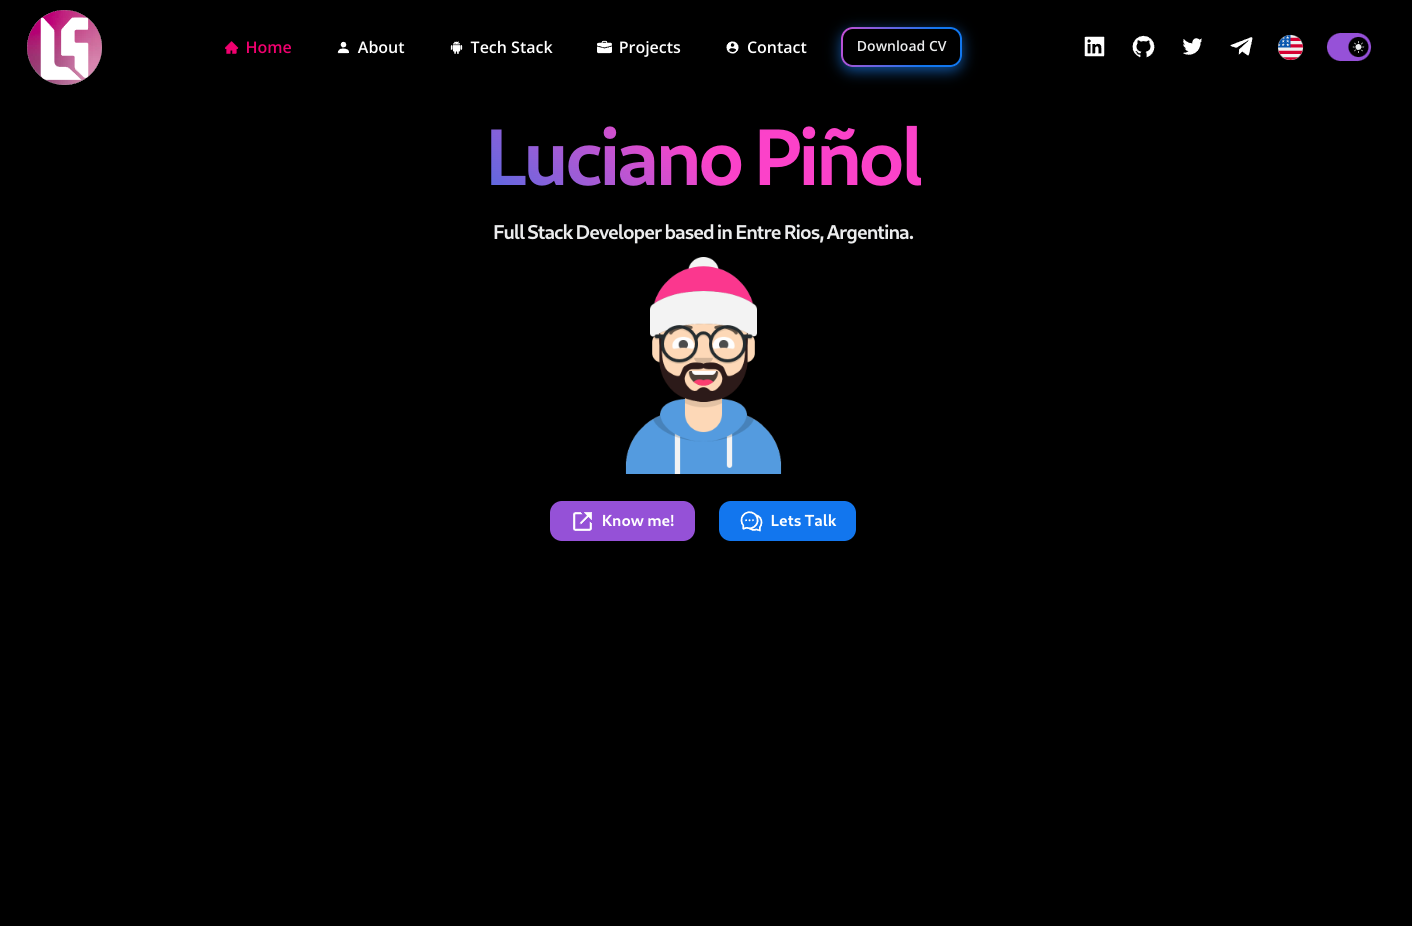 Home
About
Tech Stack
Projects
Contact
Download CV
Luciano Piñol
Full Stack Developer based in Entre Rios, Argentina.
Know me!
Lets Talk